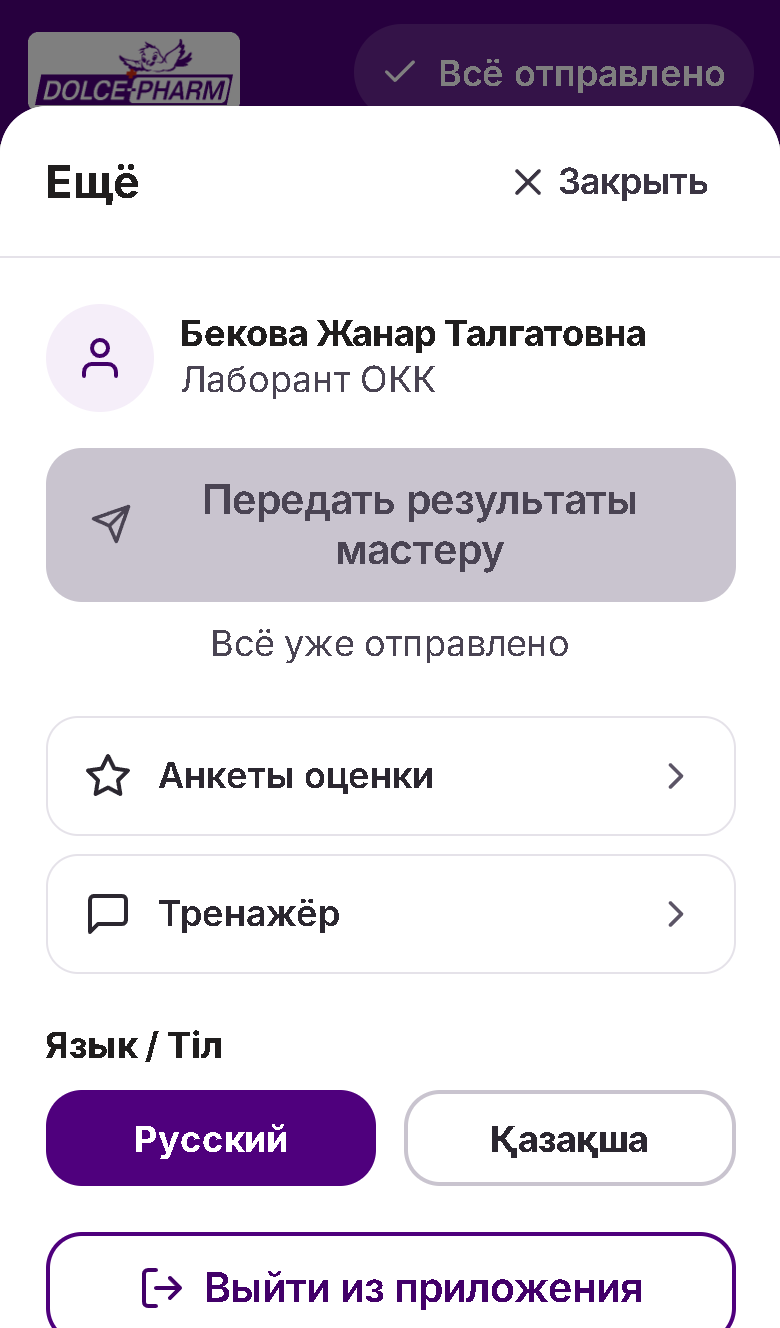 DOLCE-PHARM
Всё отправлено
Ещё
Закрыть
Бекова Жанар Талгатовна
Лаборант ОКК
Передать результаты
мастеру
Всё уже отправлено
Анкеты оценки
Тренажёр
Язык / Тіл
Русский
Қазақша
Выйти из приложения